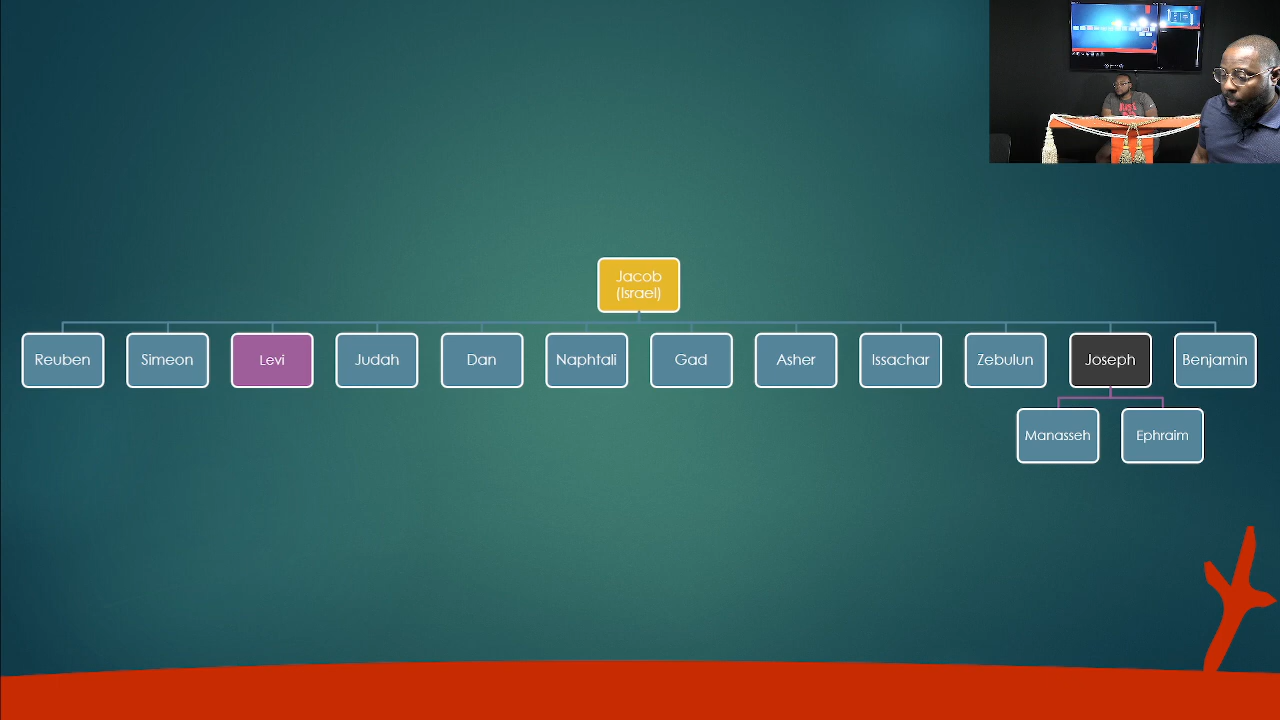 Jacob
(Israel)
Reuben
Simeon
Levi
Judah
Dan
Naphtali
Gad
Asher
Issachar
Zebulun
Joseph
Benjamin
Manasseh
Ephraim